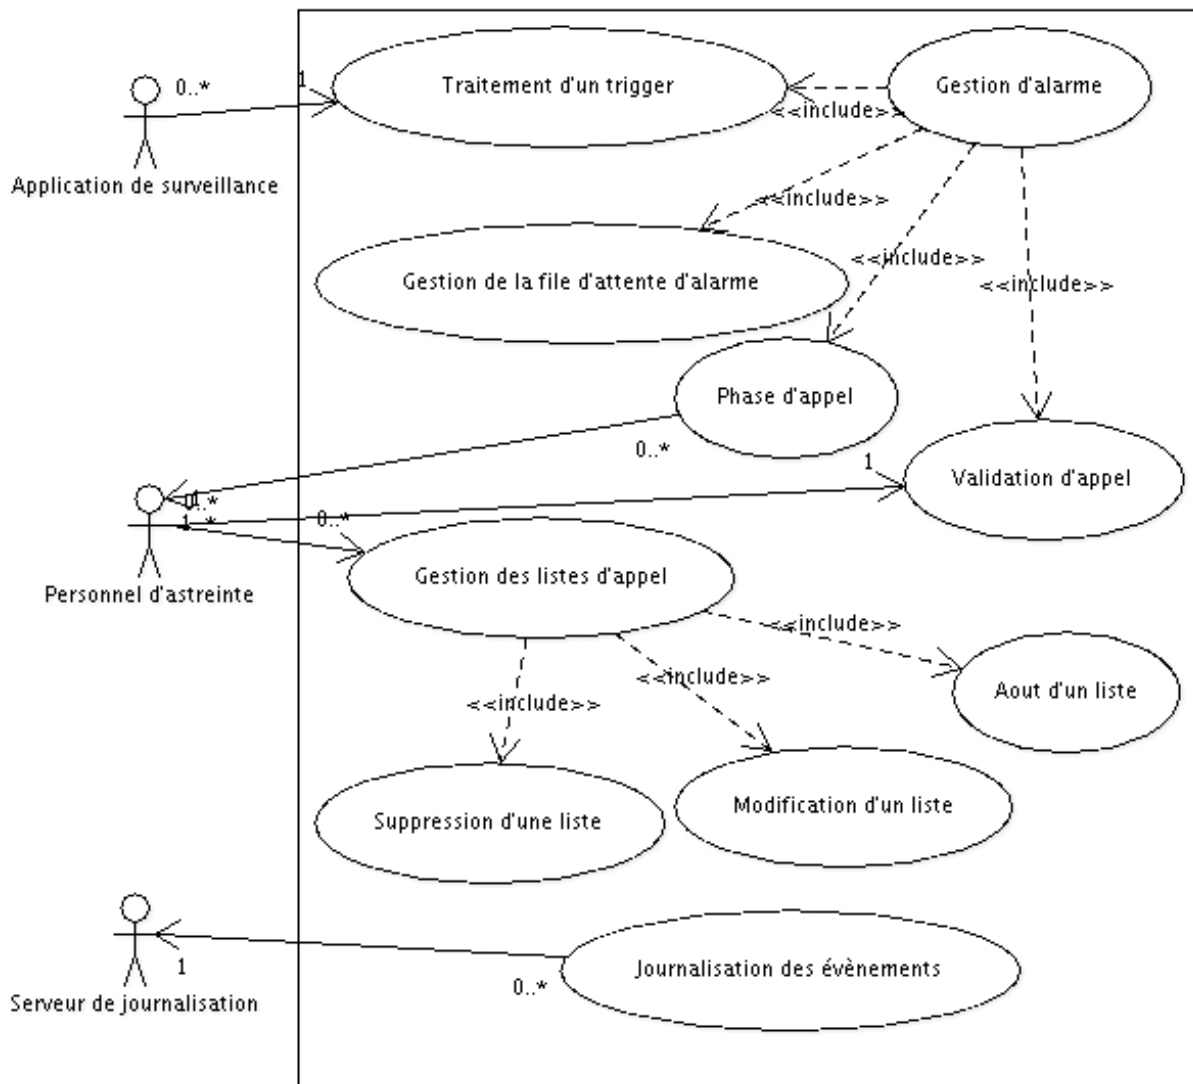 0..*
1
Traitement d'un trigger
Gestion d'alarme
<<include>>
Application de surveillance
<<include>>
Gestion de la file d'attente d'alarme
<<include>>
<<include>>
Phase d'appel
0..*
1
Validation d'appel
1..*
0..*
Gestion des listes d'appel
Personnel d'astreinte
<<include>>
<<include>>
<<include>>
Aout d'un liste
Suppression d'une liste
Modification d'un liste
1
0..*
Journalisation des évènements
Serveur de journalisation